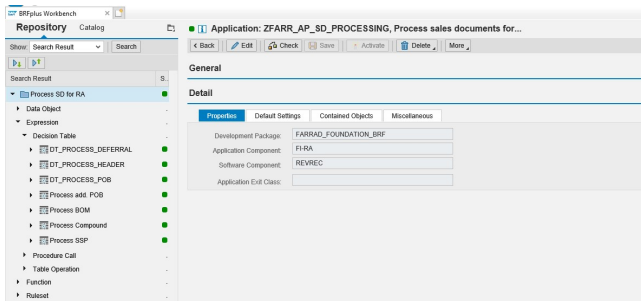 BRFplus Workbench
Repository Catalog
Show: Search Result Search
Search Result S..
Process SD for RA
Data Object
Expression
Decision Table
DT_PROCESS_DEFERRAL
DT_PROCESS_HEADER
DT_PROCESS_POB
Process add. POB
Process BOM
Process Compound
Process SSP
Procedure Call
Table Operation
Function
Ruleset
Application: ZFARR_AP_SD_PROCESSING, Process sales documents for...
< Back Edit Check Save Activate Delete More
General
Detail
Properties Default Settings Contained Objects Miscellaneous
Development Package: FARRAD_FOUNDATION_BRF
Application Component: FI-RA
Software Component: REVREC
Application Exit Class: